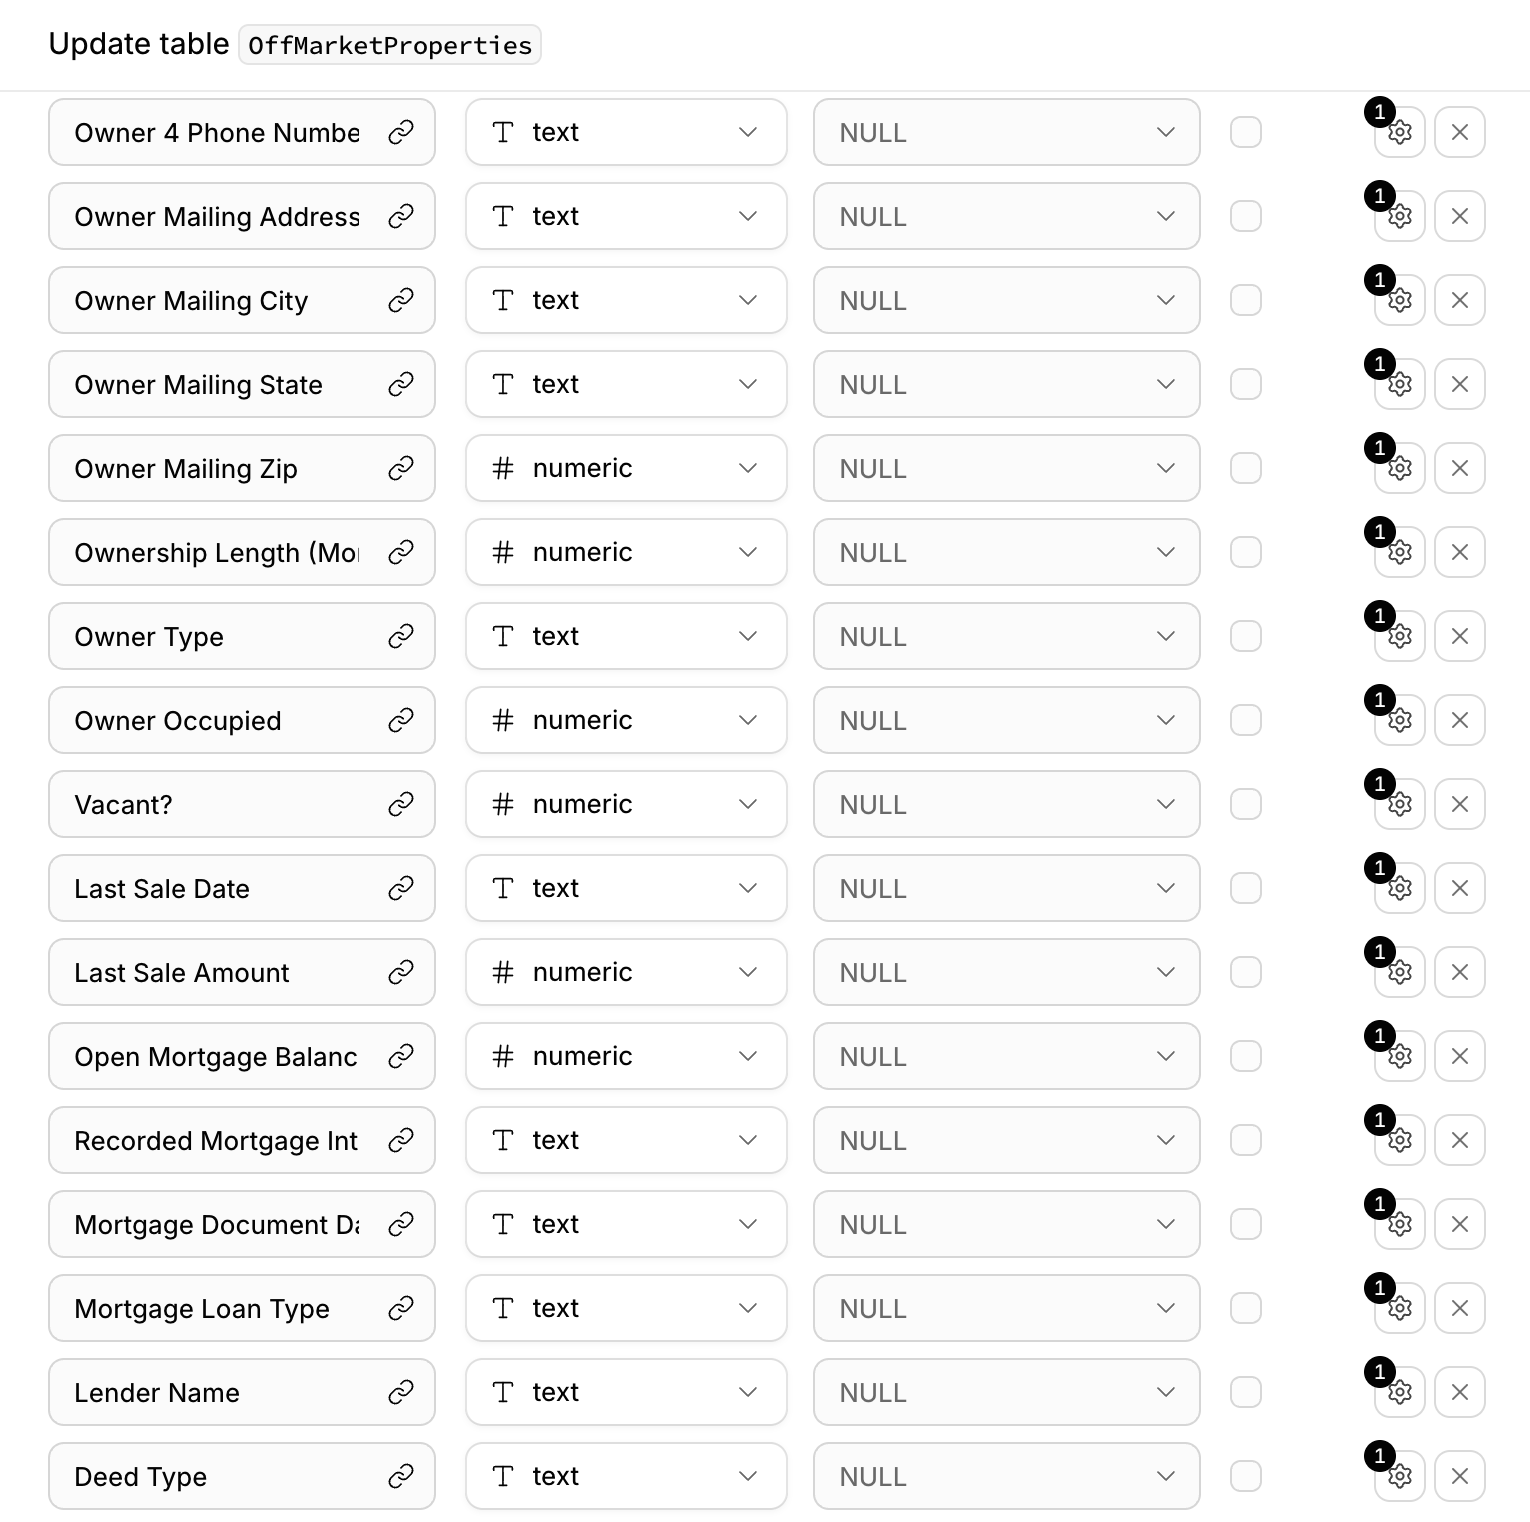 Update table OffMarketProperties
Owner 4 Phone Numbe text NULL 1
Owner Mailing Address text NULL 1
Owner Mailing City text NULL 1
Owner Mailing State text NULL 1
Owner Mailing Zip numeric NULL 1
Ownership Length (Mo numeric NULL 1
Owner Type text NULL 1
Owner Occupied numeric NULL 1
Vacant? numeric NULL 1
Last Sale Date text NULL 1
Last Sale Amount numeric NULL 1
Open Mortgage Balanc numeric NULL 1
Recorded Mortgage Int text NULL 1
Mortgage Document Da text NULL 1
Mortgage Loan Type text NULL 1
Lender Name text NULL 1
Deed Type text NULL 1